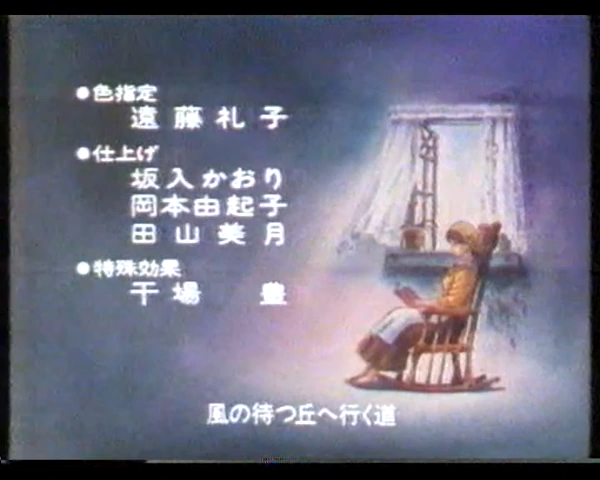 ●色指定
遠藤礼子
●仕上げ
坂入かおり
岡本由起子
田山美月
●特殊効果
干場 豊
風の待つ丘へ行く道